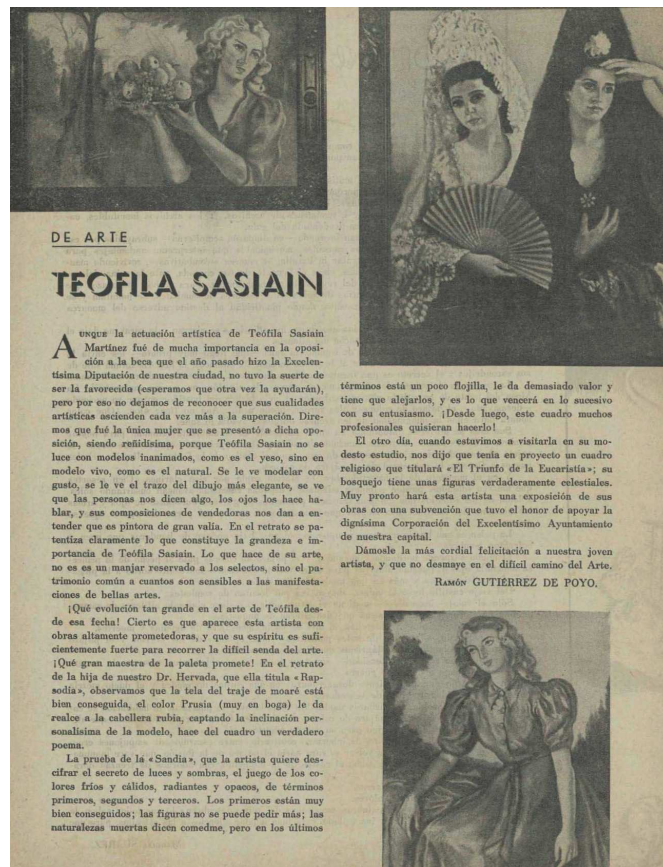 DE ARTE
TEOFILA SASIAIN
AUNQUE la actuación artística de Teófila Sasiain
Martínez fué de mucha importancia en la oposi-
ción a la beca que el año pasado hizo la Excelen-
tísima Diputación de nuestra ciudad, no tuvo la suerte de
ser la favorecida (esperamos que otra vez la ayudarán),
pero por eso no dejamos de reconocer que sus cualidades
artísticas ascienden cada vez más a la superación. Dire-
mos que fué la única mujer que se presentó a dicha opo-
sición, siendo reñidísima, porque Teófila Sasiain no se
luce con modelos inanimados, como es el yeso, sino en
modelo vivo, como es el natural. Se le ve modelar con
gusto, se le ve el trazo del dibujo más elegante, se ve
que las personas nos dicen algo, los ojos los hace ha-
blar, y sus composiciones de vendedoras nos dan a en-
tender que es pintora de gran valía. En el retrato se pa-
tentiza claramente lo que constituye la grandeza e im-
portancia de Teófila Sasiain. Lo que hace de su arte,
no es es un manjar reservado a los selectos, sino el pa-
trimonio común a cuantos son sensibles a las manifesta-
ciones de bellas artes.
¡Qué evolución tan grande en el arte de Teófila des-
de esa fecha! Cierto es que aparece esta artista con
obras altamente prometedoras, y que su espíritu es sufi-
cientemente fuerte para recorrer la difícil senda del arte.
¡Qué gran maestra de la paleta promete! En el retrato
de la hija de nuestro Dr. Hervada, que ella titula «Rap-
sodia», observamos que la tela del traje de moaré está
bien conseguida, el color Prusia (muy en boga) le da
realce a la cabellera rubia, captando la inclinación per-
sonalísima de la modelo, hace del cuadro un verdadero
poema.
La prueba de la «Sandía», que la artista quiere des-
cifrar el secreto de luces y sombras, el juego de los co-
lores fríos y cálidos, radiantes y opacos, de términos
primeros, segundos y terceros. Los primeros están muy
bien conseguidos; las figuras no se puede pedir más; las
naturalezas muertas dicen comedme, pero en los últimos
términos está un poco flojilla, le da demasiado valor y
tiene que alejarlos, y es lo que vencerá en lo sucesivo
con su entusiasmo. ¡Desde luego, este cuadro muchos
profesionales quisieran hacerlo!
El otro día, cuando estuvimos a visitarla en su mo-
desto estudio, nos dijo que tenía en proyecto un cuadro
religioso que titulará «El Triunfo de la Eucaristía»; su
bosquejo tiene unas figuras verdaderamente celestiales.
Muy pronto hará esta artista una exposición de sus
obras con una subvención que tuvo el honor de apoyar la
dignísima Corporación del Excelentísimo Ayuntamiento
de nuestra capital.
Dámosle la más cordial felicitación a nuestra joven
artista, y que no desmaye en el difícil camino del Arte.
RAMÓN GUTIÉRREZ DE POYO.